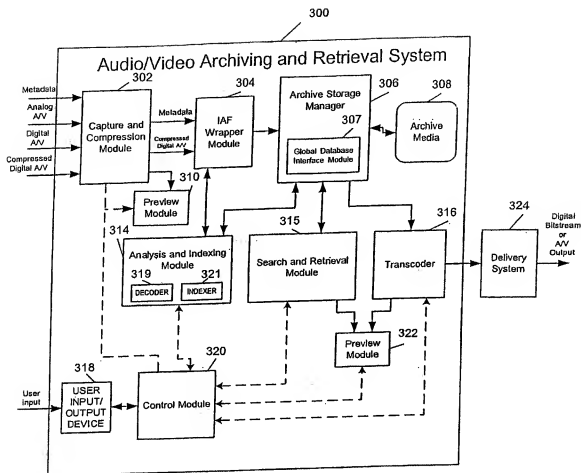 300
Audio/Video Archiving and Retrieval System
302
304
306
308
Metadata
Analog
A/V
Digital
A/V
Compressed
Digital A/V
Capture and
Compression
Module
Metadata
Compressed
Digital A/V
IAF
Wrapper
Module
Archive Storage
Manager
307
Global Database
Interface Module
Archive
Media
310
Preview
Module
314
Analysis and Indexing
Module
319
DECODER
321
INDEXER
315
Search and Retrieval
Module
316
Transcoder
324
Delivery
System
Digital
Bitstream
or
A/V
Output
322
Preview
Module
320
Control Module
318
User
input
USER
INPUT/
OUTPUT
DEVICE